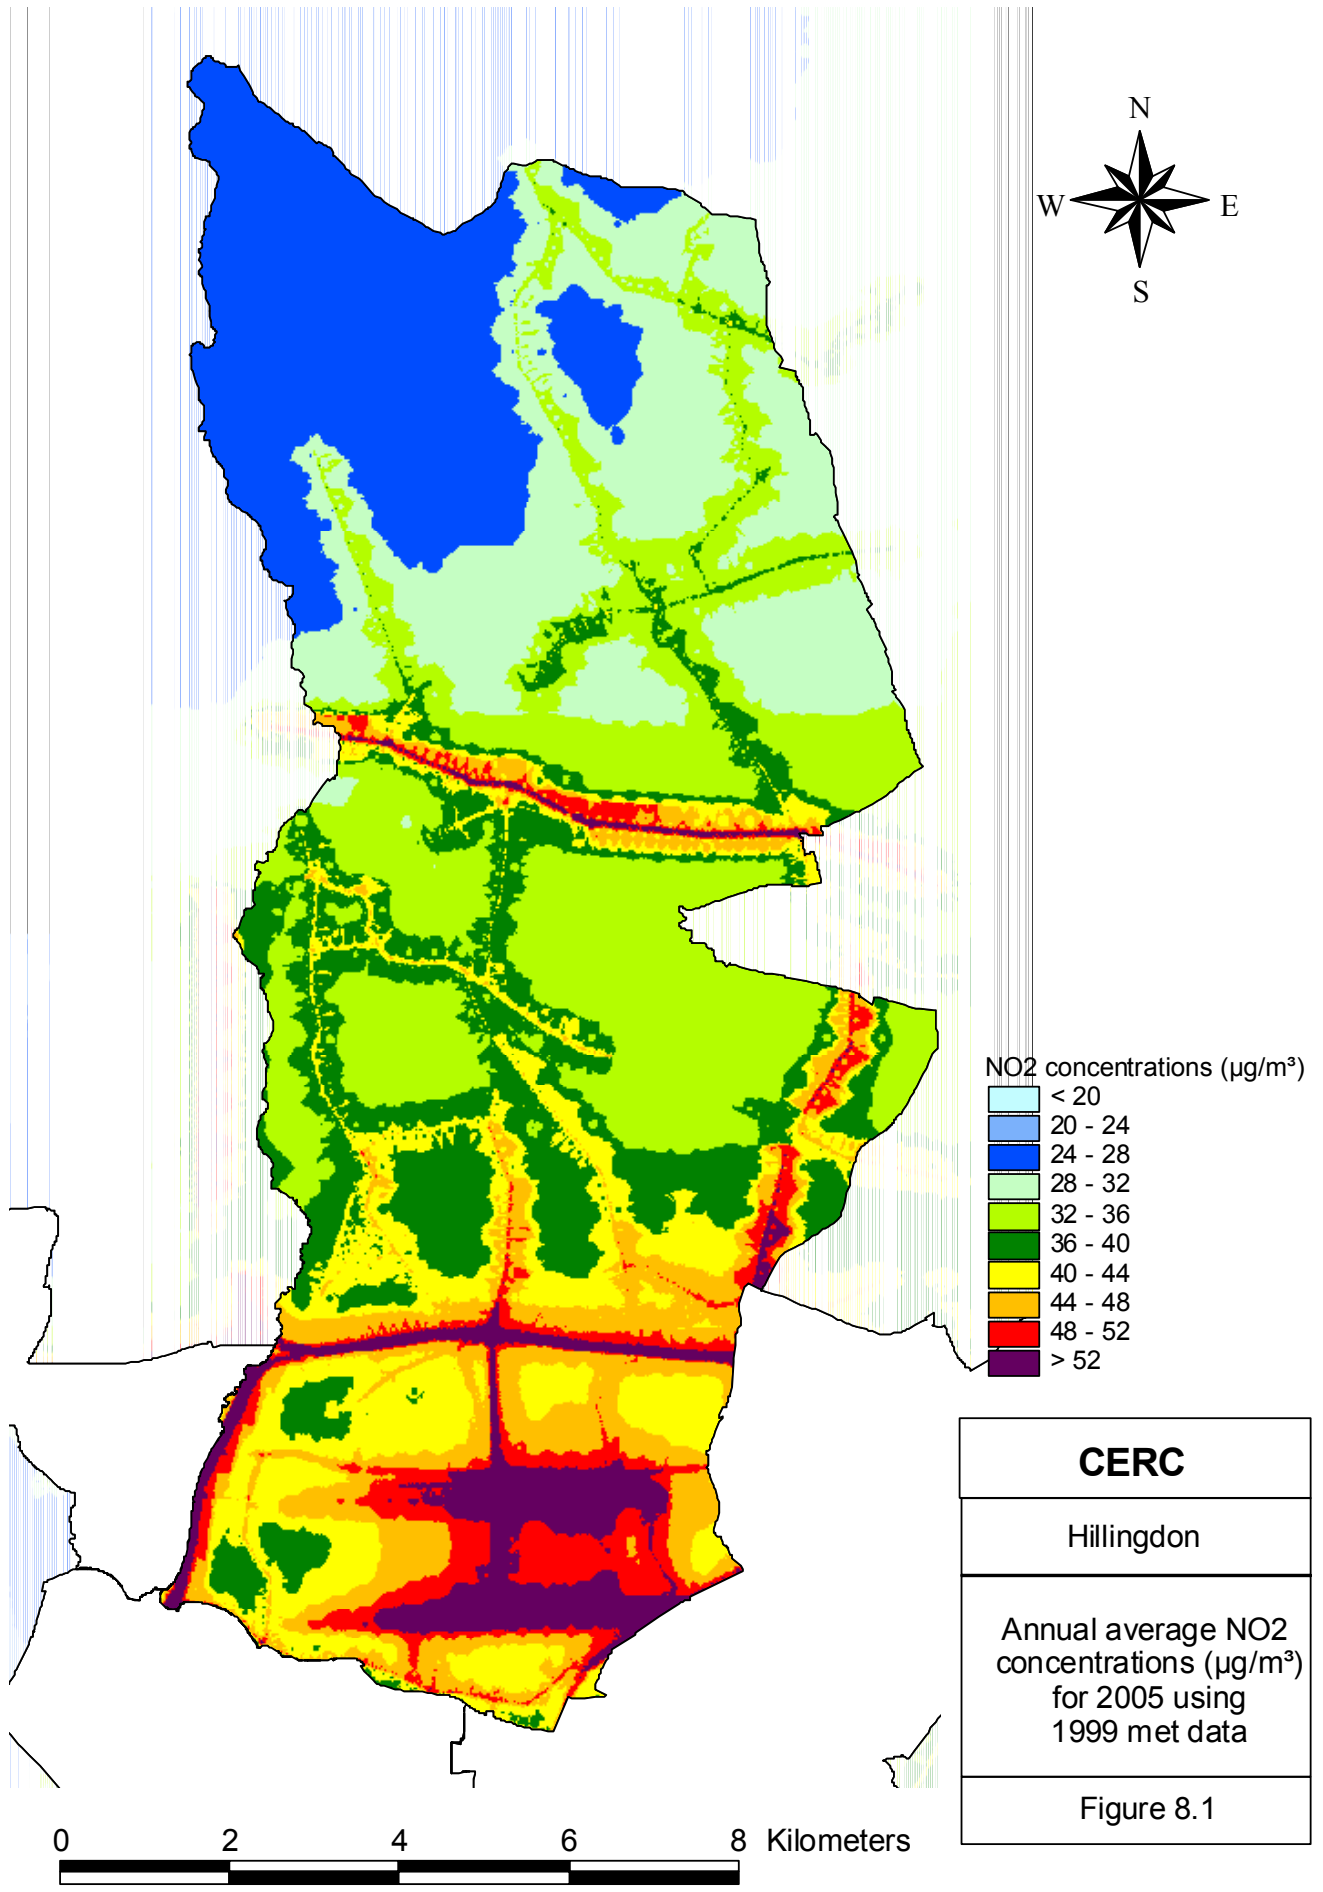 N
W
E
S
NO2 concentrations (µg/m³)
< 20
20 - 24
24 - 28
28 - 32
32 - 36
36 - 40
40 - 44
44 - 48
48 - 52
> 52
CERC
Hillingdon
Annual average NO2
concentrations (µg/m³)
for 2005 using
1999 met data
Figure 8.1
0 2 4 6 8 Kilometers